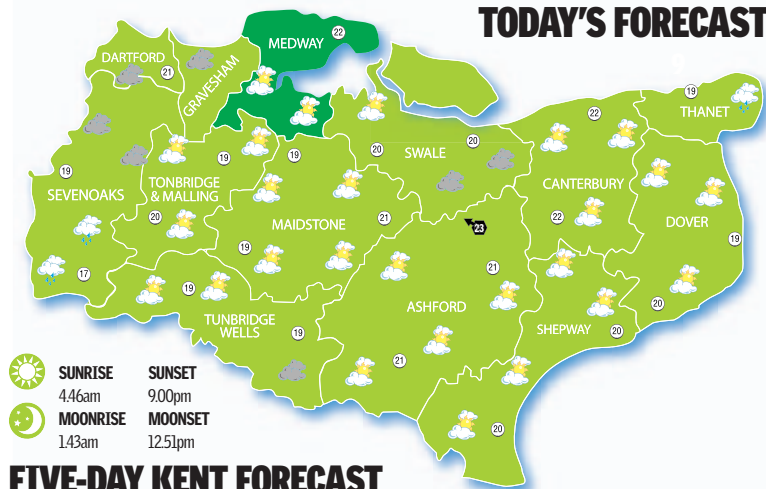 TODAY'S FORECAST
MEDWAY
22
DARTFORD
21
GRAVESHAM
19
THANET
22
19
SEVENOAKS
TONBRIDGE
& MALLING
19
19
20
SWALE
20
CANTERBURY
20
MAIDSTONE
21
22
DOVER
23
19
19
17
19
21
ASHFORD
20
TUNBRIDGE
WELLS
19
SHEPWAY
20
21
20
SUNRISE
4.46am
SUNSET
9.00pm
MOONRISE
1.43am
MOONSET
12.51pm
FIVE-DAY KENT FORECAST